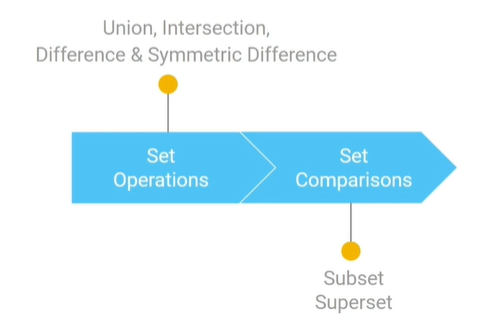 Union, Intersection,
Difference & Symmetric Difference
Set
Operations
Set
Comparisons
Subset
Superset